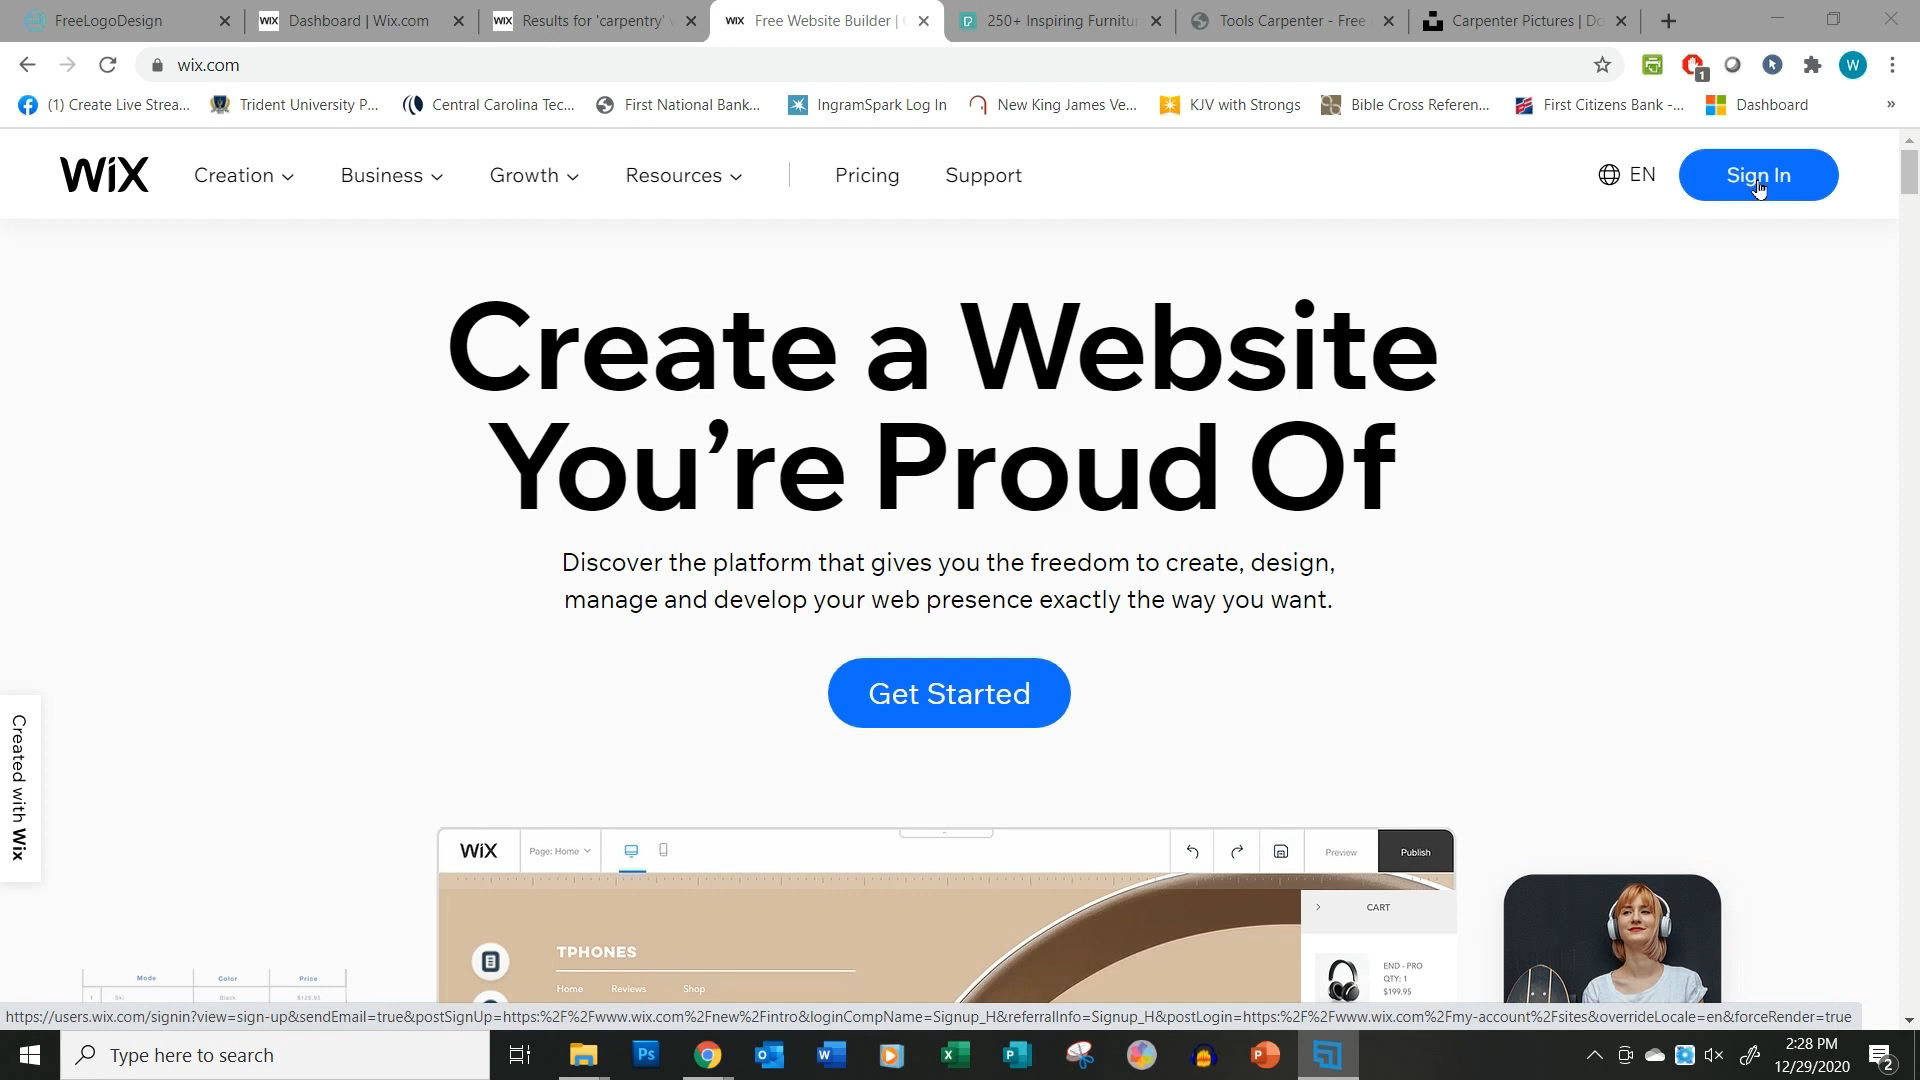 FreeLogoDesign
Dashboard | Wix.com
Results for 'carpentry'
Free Website Builder |
250+ Inspiring Furnitu
Tools Carpenter - Free
Carpenter Pictures | Do
wix.com
1
W
(1) Create Live Strea...
Trident University P...
Central Carolina Tec...
First National Bank...
IngramSpark Log In
New King James Ve...
KJV with Strongs
Bible Cross Referen...
First Citizens Bank -...
Dashboard
»
WiX
Creation
Business
Growth
Resources
Pricing
Support
EN
Sign In
Create a Website
You're Proud Of
Discover the platform that gives you the freedom to create, design,
manage and develop your web presence exactly the way you want.
Get Started
Created with Wix
WiX
Page: Home
Preview
Publish
CART
TPHONES
Home
Reviews
Shop
END - PRO
QTY: 1
$199.95
Mode
Color
Price
1
Ski
Black
$129.95
https://users.wix.com/signin?view=sign-up&sendEmail=true&postSignUp=https:%2F%2Fwww.wix.com%2Fnew%2Fintro&loginCompName=Signup_H&referralInfo=Signup_H&postLogin=https:%2F%2Fwww.wix.com%2Fmy-account%2Fsites&overrideLocale=en&forceRender=true
Type here to search
2:28 PM
12/29/2020
2